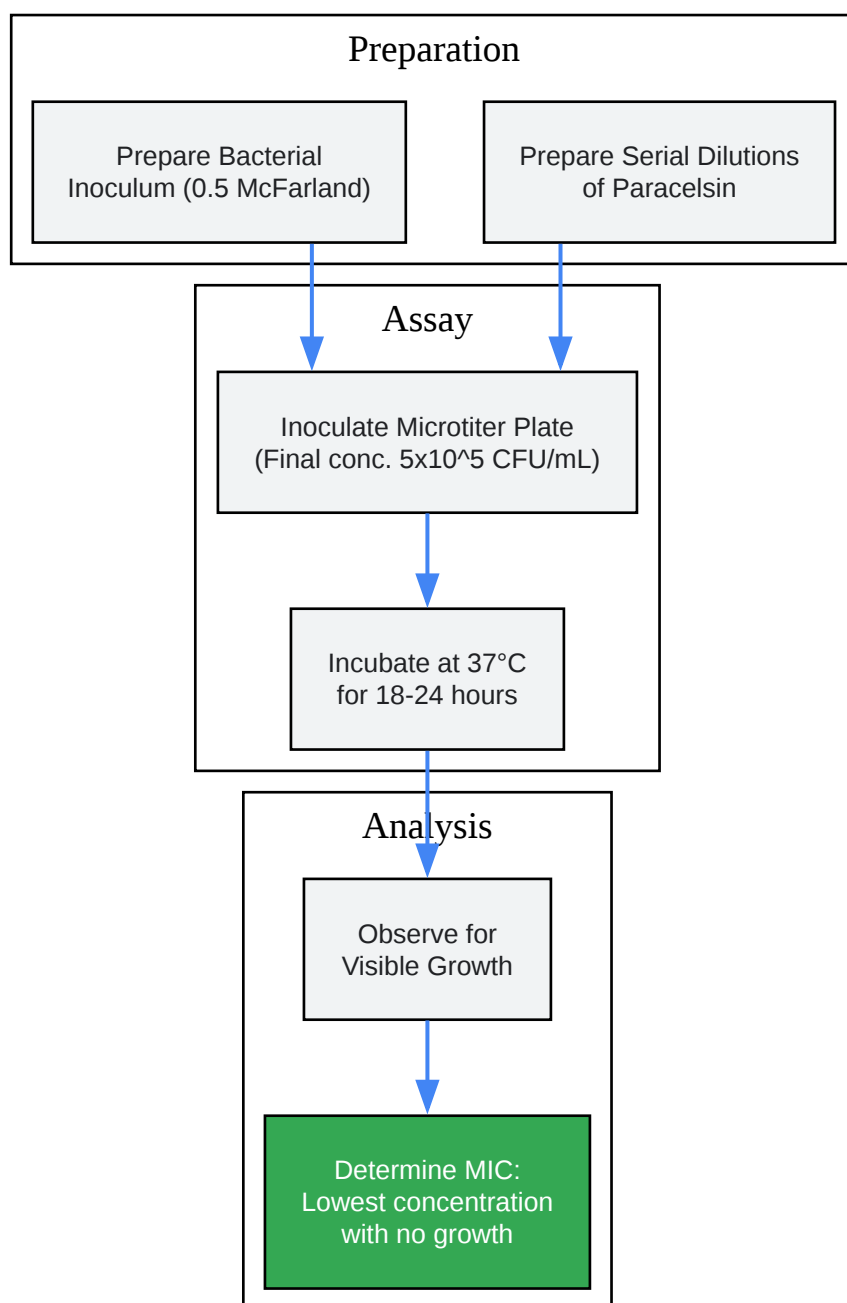 Preparation
Prepare Bacterial
Inoculum (0.5 McFarland)
Prepare Serial Dilutions
of Paracelsin
Assay
Inoculate Microtiter Plate
(Final conc. 5x10^5 CFU/mL)
Incubate at 37°C
for 18-24 hours
Analysis
Observe for
Visible Growth
Determine MIC:
Lowest concentration
with no growth